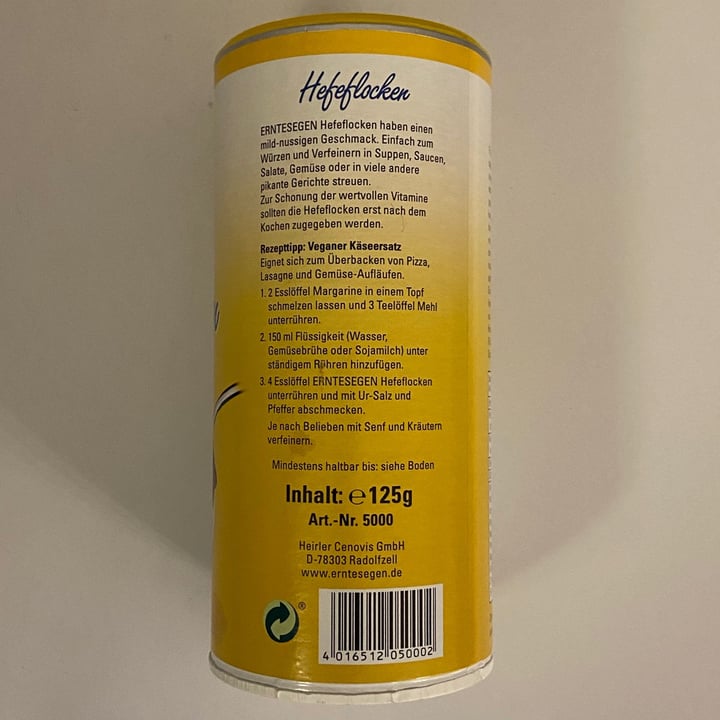 Hefeflocken
ERNTESEGEN Hefeflocken haben einen
mild-nussigen Geschmack. Einfach zum
Würzen und Verfeinern in Suppen, Saucen,
Salate, Gemüse oder in viele andere
pikante Gerichte streuen.
Zur Schonung der wertvollen Vitamine
sollten die Hefeflocken erst nach dem
Kochen zugegeben werden.
Rezepttipp: Veganer Käseersatz
Eignet sich zum Überbacken von Pizza,
Lasagne und Gemüse-Aufläufen.
1. 2 Esslöffel Margarine in einem Topf
schmelzen lassen und 3 Teelöffel Mehl
unterrühren.
2. 150 ml Flüssigkeit (Wasser,
Gemüsebrühe oder Sojamilch) unter
ständigem Rühren hinzufügen.
3. 4 Esslöffel ERNTESEGEN Hefeflocken
unterrühren und mit Ur-Salz und
Pfeffer abschmecken.
Je nach Belieben mit Senf und Kräutern
verfeinern.
Mindestens haltbar bis: siehe Boden
Inhalt: ℮ 125g
Art.-Nr. 5000
Heirler Cenovis GmbH
D-78303 Radolfzell
www.erntesegen.de
®
4 016512 050002